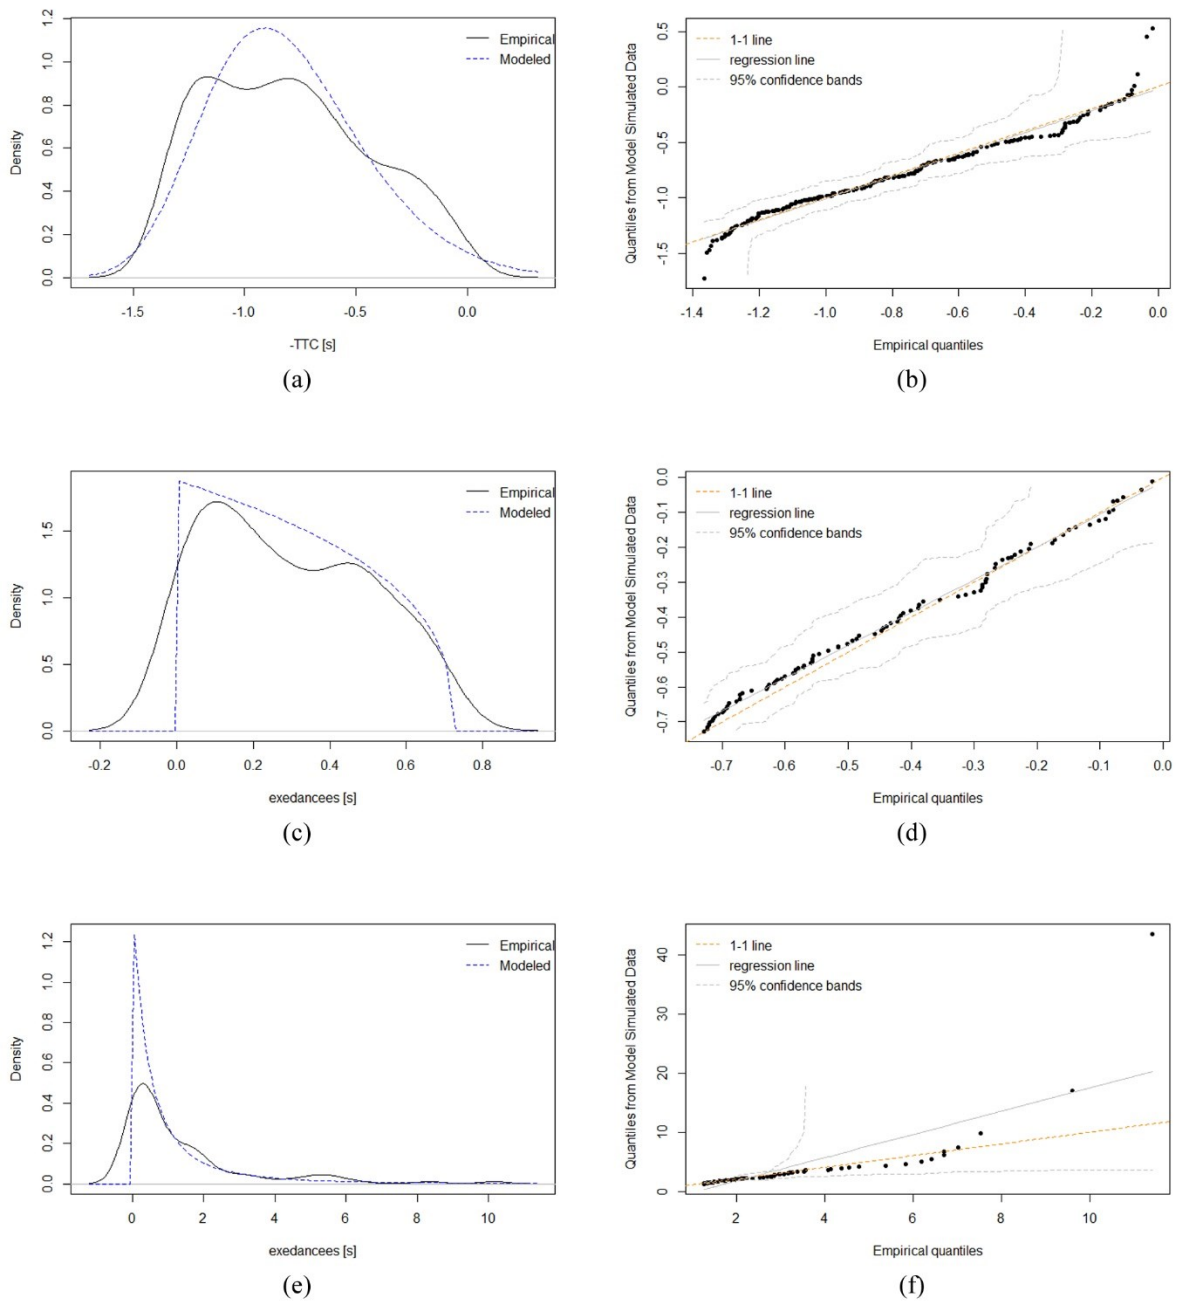 Empirical
Modeled
Density
0.0 0.2 0.4 0.6 0.8 1.0 1.2
-1.5 -1.0 -0.5 0.0
-TTC [s]
(a)
1-1 line
regression line
95% confidence bands
Quantiles from Model Simulated Data
-1.5 -1.0 -0.5 0.0 0.5
-1.4 -1.2 -1.0 -0.8 -0.6 -0.4 -0.2 0.0
Empirical quantiles
(b)
Empirical
Modeled
Density
0.0 0.5 1.0 1.5
-0.2 0.0 0.2 0.4 0.6 0.8
exedancees [s]
(c)
1-1 line
regression line
95% confidence bands
Quantiles from Model Simulated Data
-0.7 -0.6 -0.5 -0.4 -0.3 -0.2 -0.1 0.0
-0.7 -0.6 -0.5 -0.4 -0.3 -0.2 -0.1 0.0
Empirical quantiles
(d)
Empirical
Modeled
Density
0.0 0.2 0.4 0.6 0.8 1.0 1.2
0 2 4 6 8 10
exedancees [s]
(e)
1-1 line
regression line
95% confidence bands
Quantiles from Model Simulated Data
0 10 20 30 40
2 4 6 8 10
Empirical quantiles
(f)